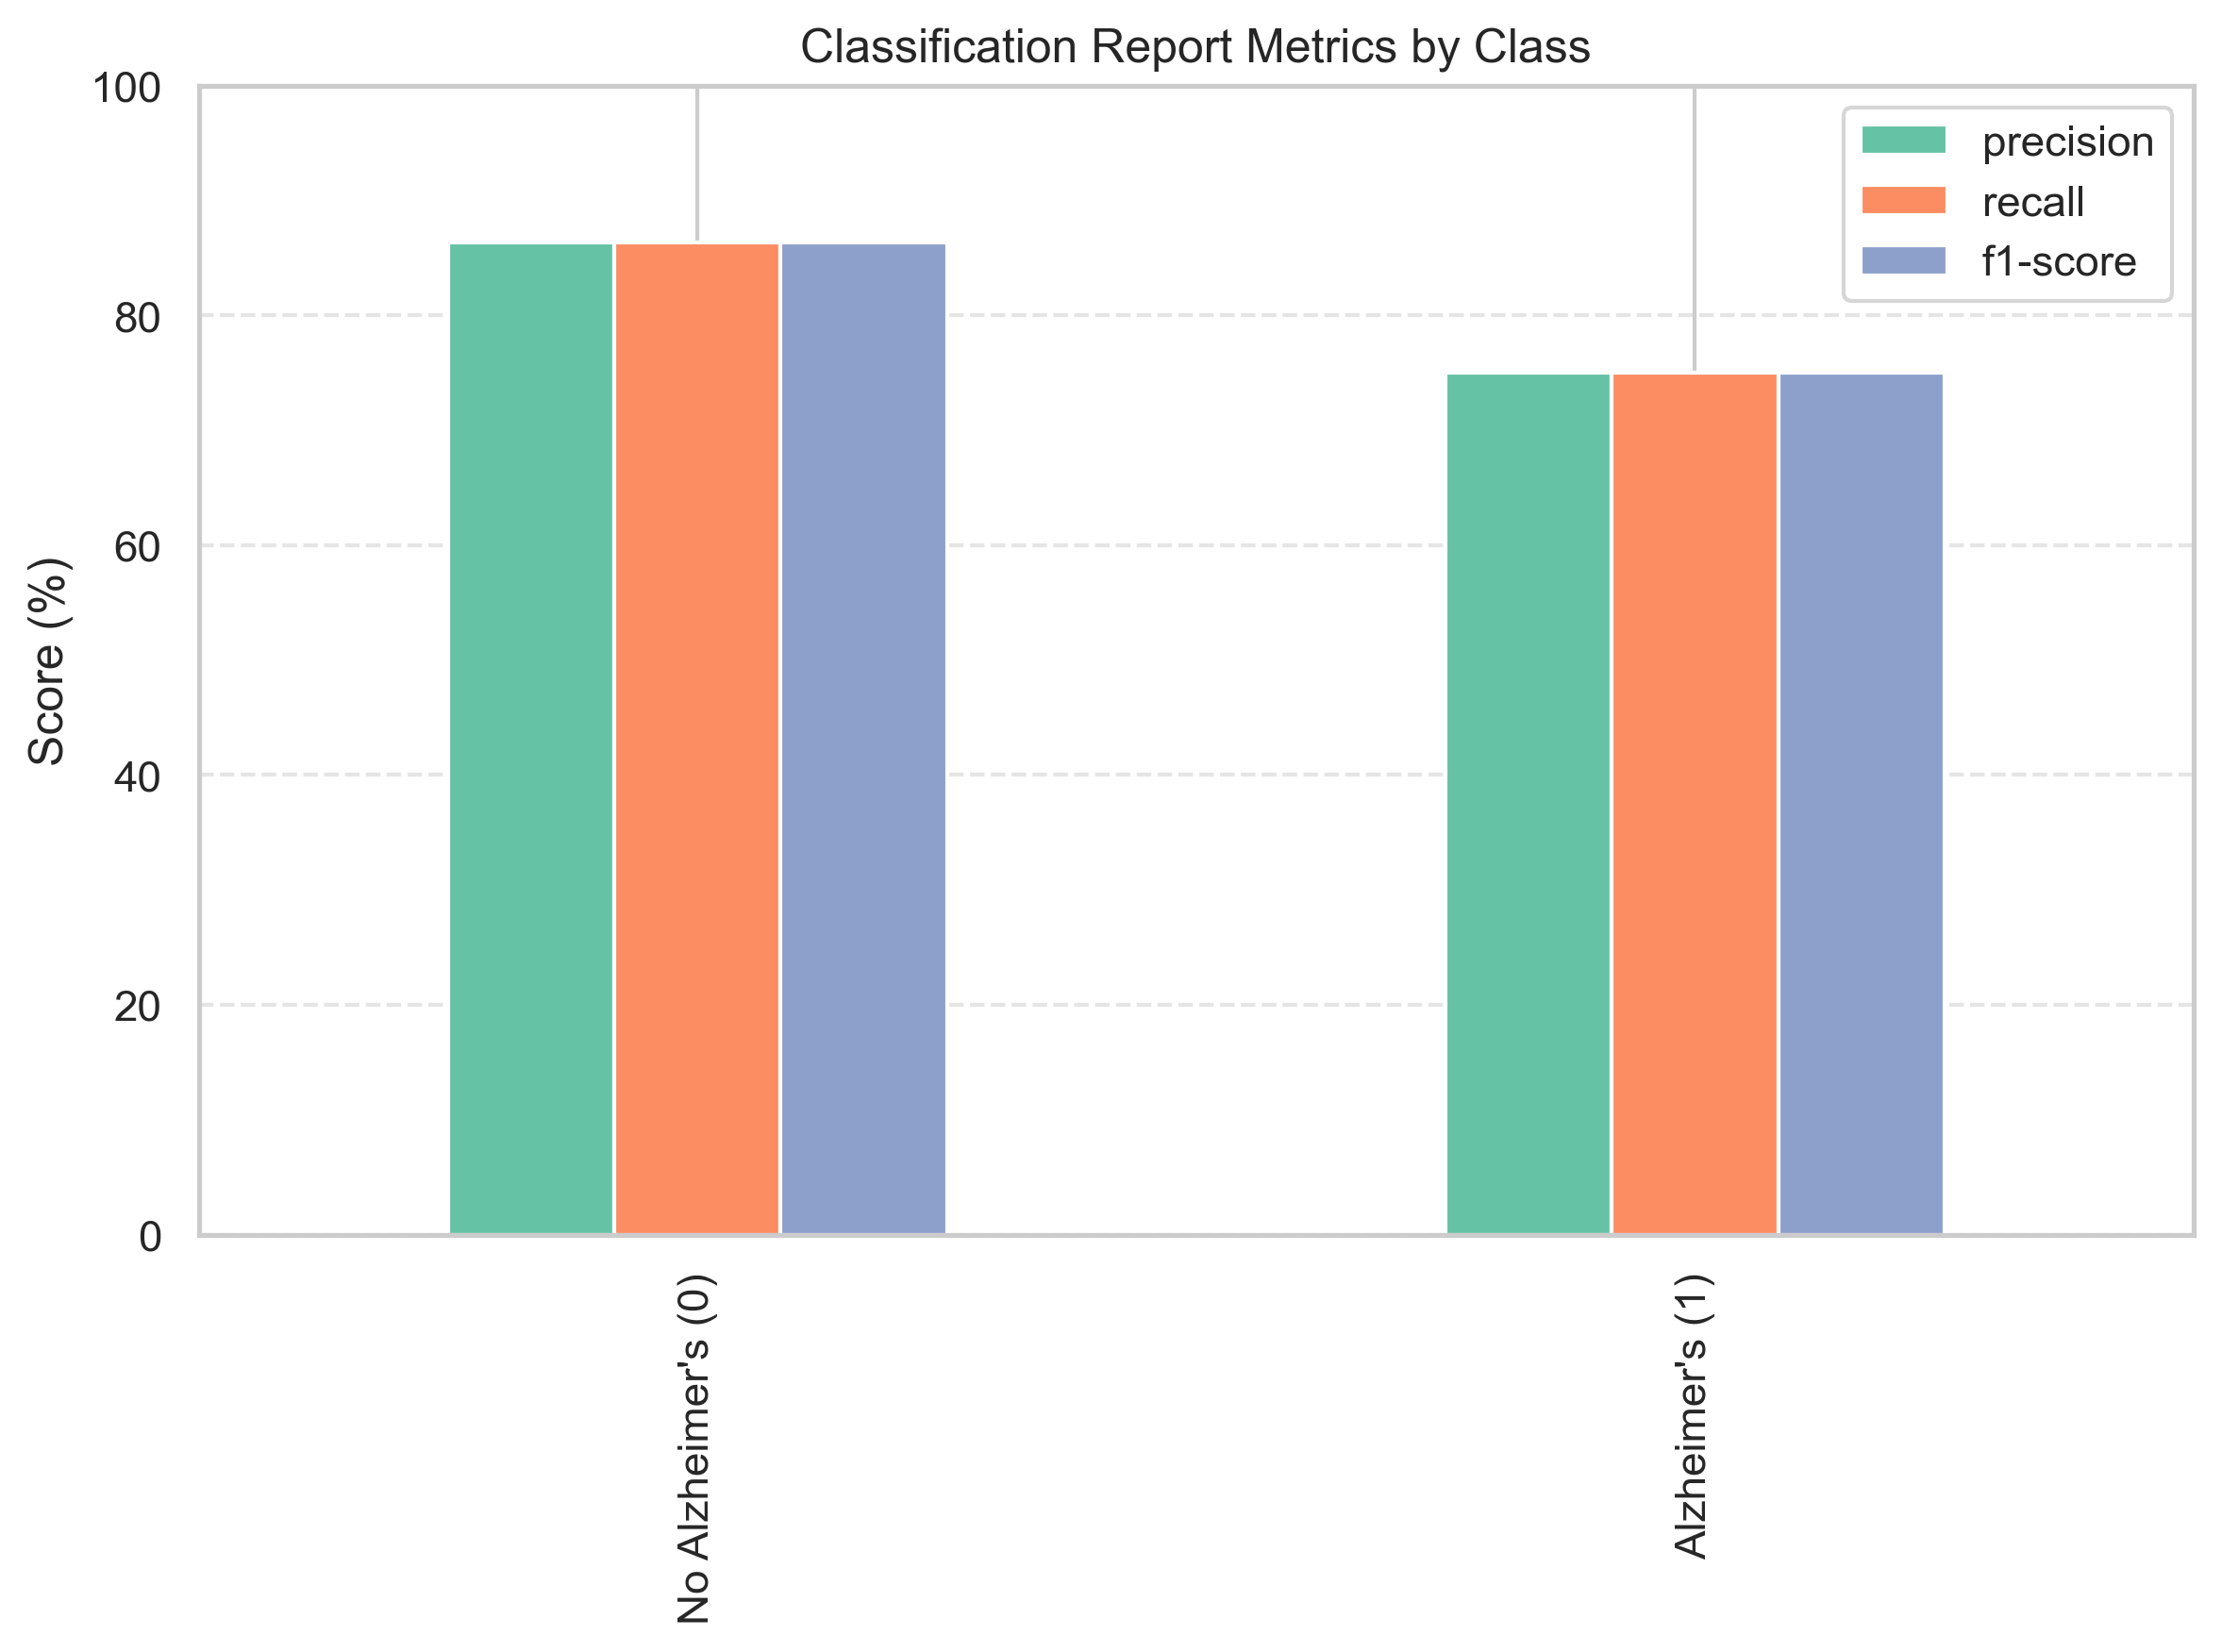 Classification Report Metrics by Class
100
80
60
40
20
0
Score (%)
precision
recall
f1-score
No Alzheimer's (0)
Alzheimer's (1)